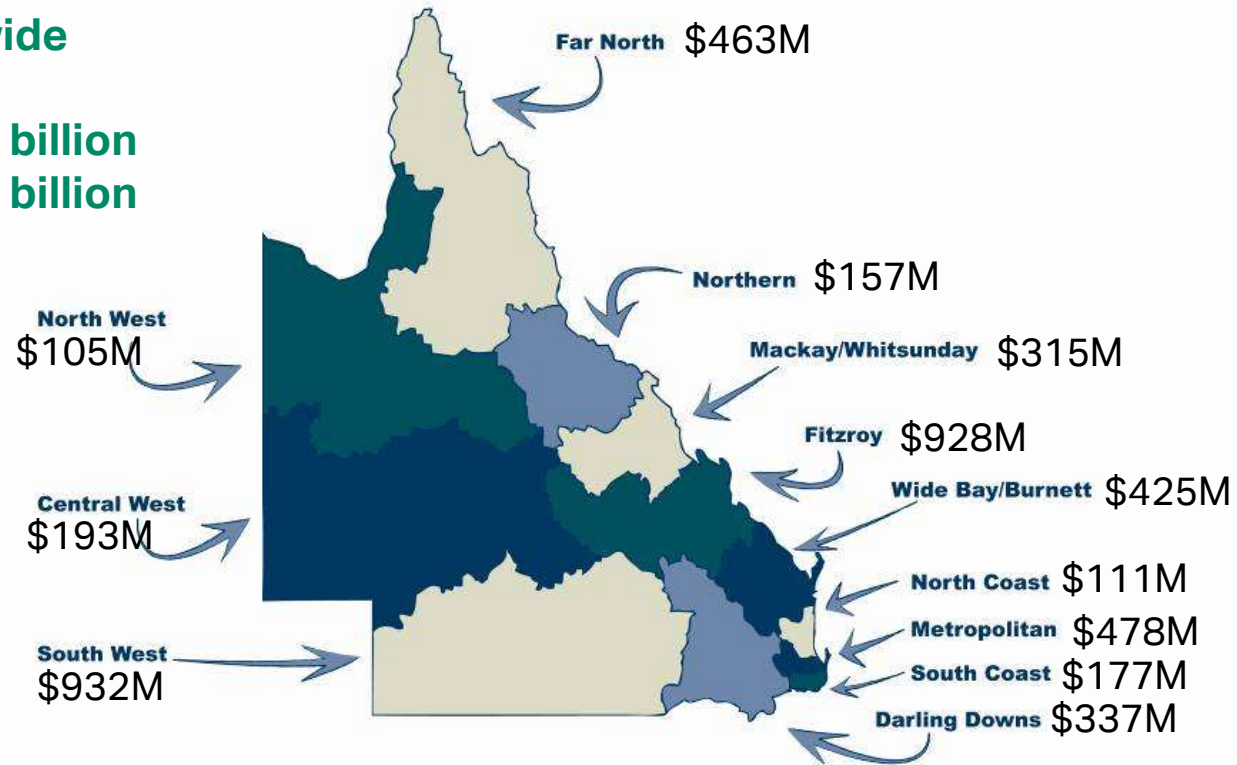 billion
billion
Far North $463M
Northern $157M
North West
$105M
Mackay/Whitsunday $315M
Fitzroy $928M
Wide Bay/Burnett $425M
Central West
$193M
North Coast $111M
Metropolitan $478M
South West
$932M
South Coast $177M
Darling Downs $337M